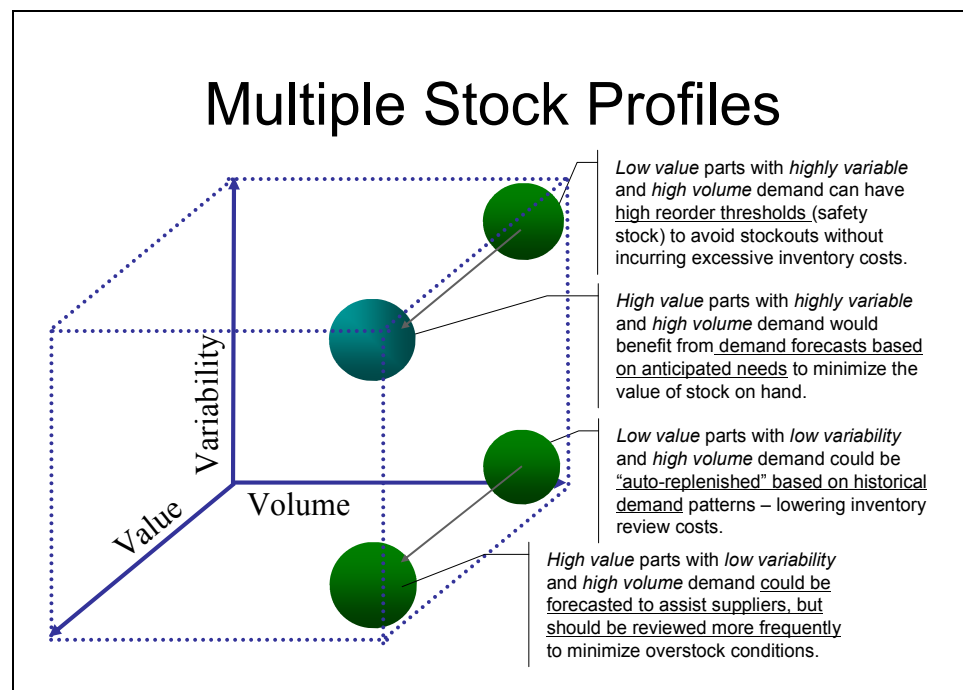 Multiple Stock Profiles
Low value parts with highly variable
and high volume demand can have
high reorder thresholds (safety
stock) to avoid stockouts without
incurring excessive inventory costs.
High value parts with highly variable
and high volume demand would
benefit from demand forecasts based
on anticipated needs to minimize the
value of stock on hand.
Low value parts with low variability
and high volume demand could be
“auto-replenished” based on historical
demand patterns – lowering inventory
review costs.
High value parts with low variability
and high volume demand could be
forecasted to assist suppliers, but
should be reviewed more frequently
to minimize overstock conditions.
Variability
Volume
Value